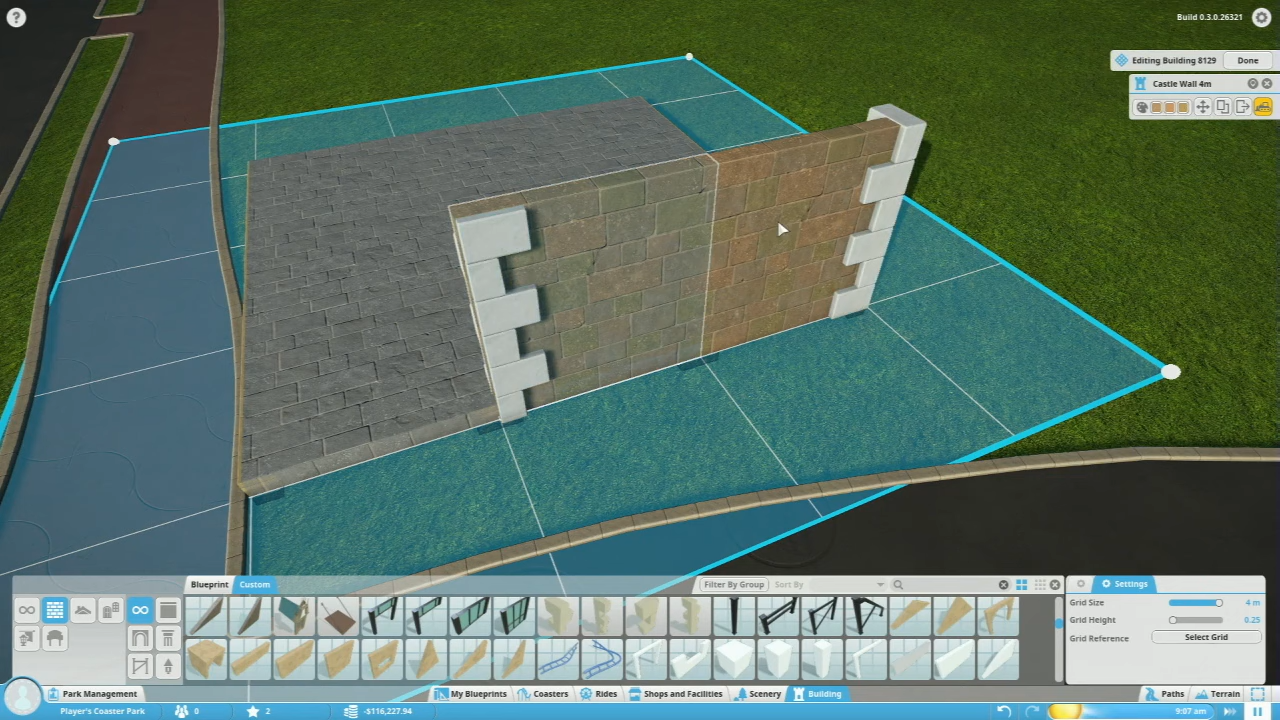 ?
Build 0.3.0.26321
Editing Building 8129
Done
Castle Wall 4m
Blueprint
Custom
Filter By Group
Sort By
Settings
Grid Size
4 m
Grid Height
0.25
Grid Reference
Select Grid
Park Management
My Blueprints
Coasters
Rides
Shops and Facilities
Scenery
Building
Paths
Terrain
Player's Coaster Park
0
2
-$116,227.94
9:07 am